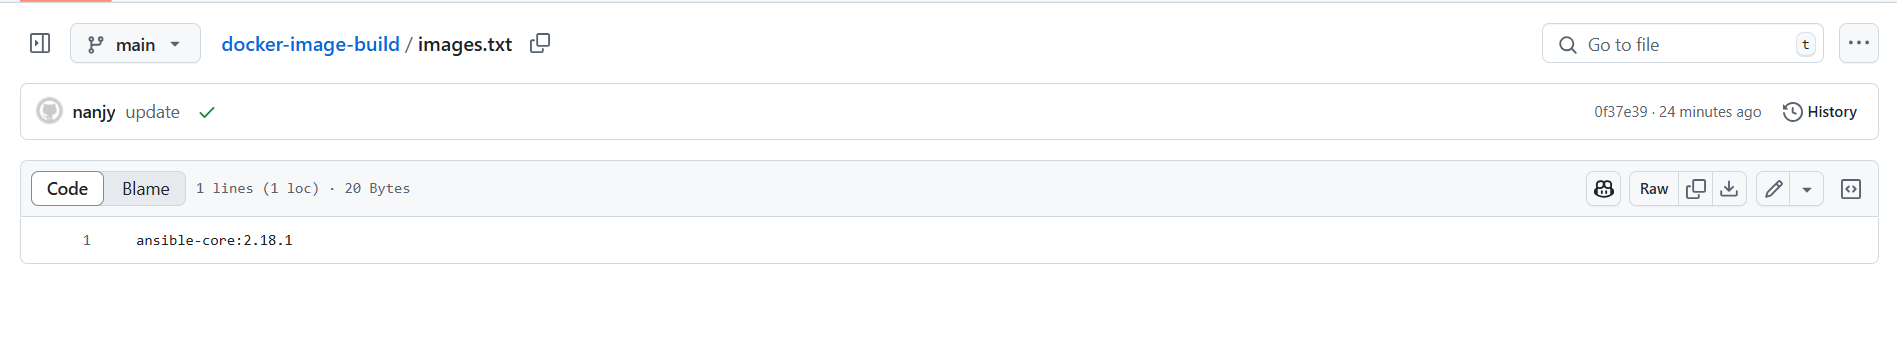 main
docker-image-build / images.txt
Go to file
t
nanjy update
0f37e39 · 24 minutes ago
History
Code
Blame
1 lines (1 loc) · 20 Bytes
Raw
1 ansible-core:2.18.1